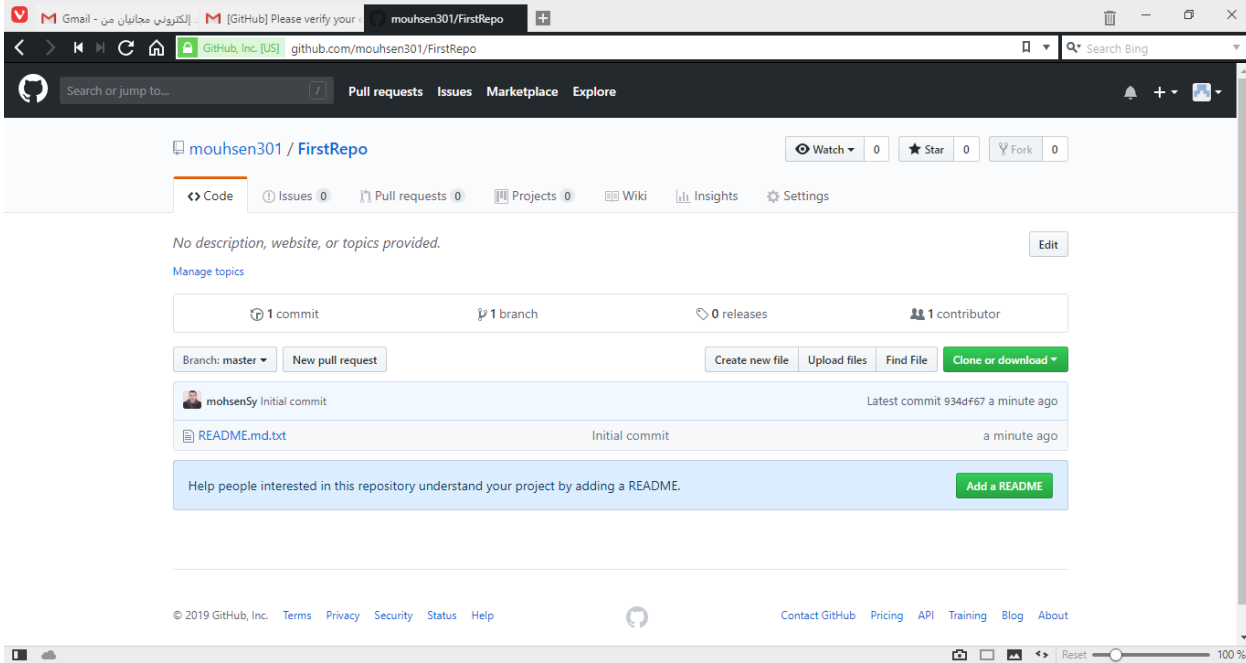 Gmail - إلكتروني مجانيان من
[GitHub] Please verify your e
mouhsen301/FirstRepo
GitHub, Inc. [US] github.com/mouhsen301/FirstRepo
Search Bing
Search or jump to... /
Pull requests Issues Marketplace Explore
mouhsen301 / FirstRepo
Watch 0 Star 0 Fork 0
Code Issues 0 Pull requests 0 Projects 0 Wiki Insights Settings
No description, website, or topics provided. Edit
Manage topics
1 commit 1 branch 0 releases 1 contributor
Branch: master New pull request Create new file Upload files Find File Clone or download
mohsenSy Initial commit Latest commit 934df67 a minute ago
README.md.txt Initial commit a minute ago
Help people interested in this repository understand your project by adding a README. Add a README
© 2019 GitHub, Inc. Terms Privacy Security Status Help Contact GitHub Pricing API Training Blog About
Reset 100 %